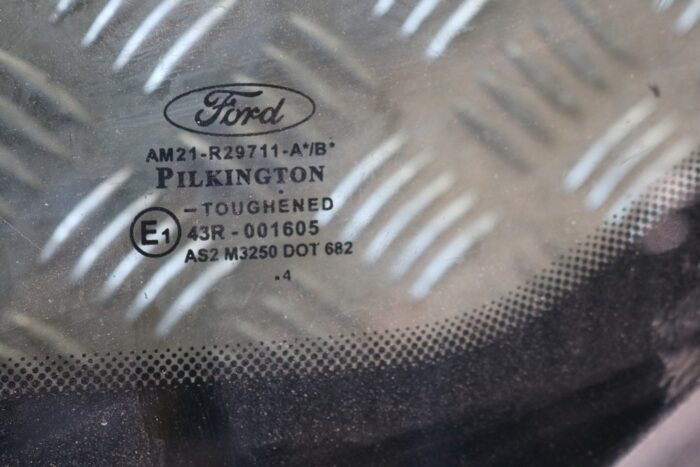 Ford
AM21-R29711-A*/B*
PILKINGTON
-TOUGHENED
E1 43R-001605
AS2 M3250 DOT 682
.4